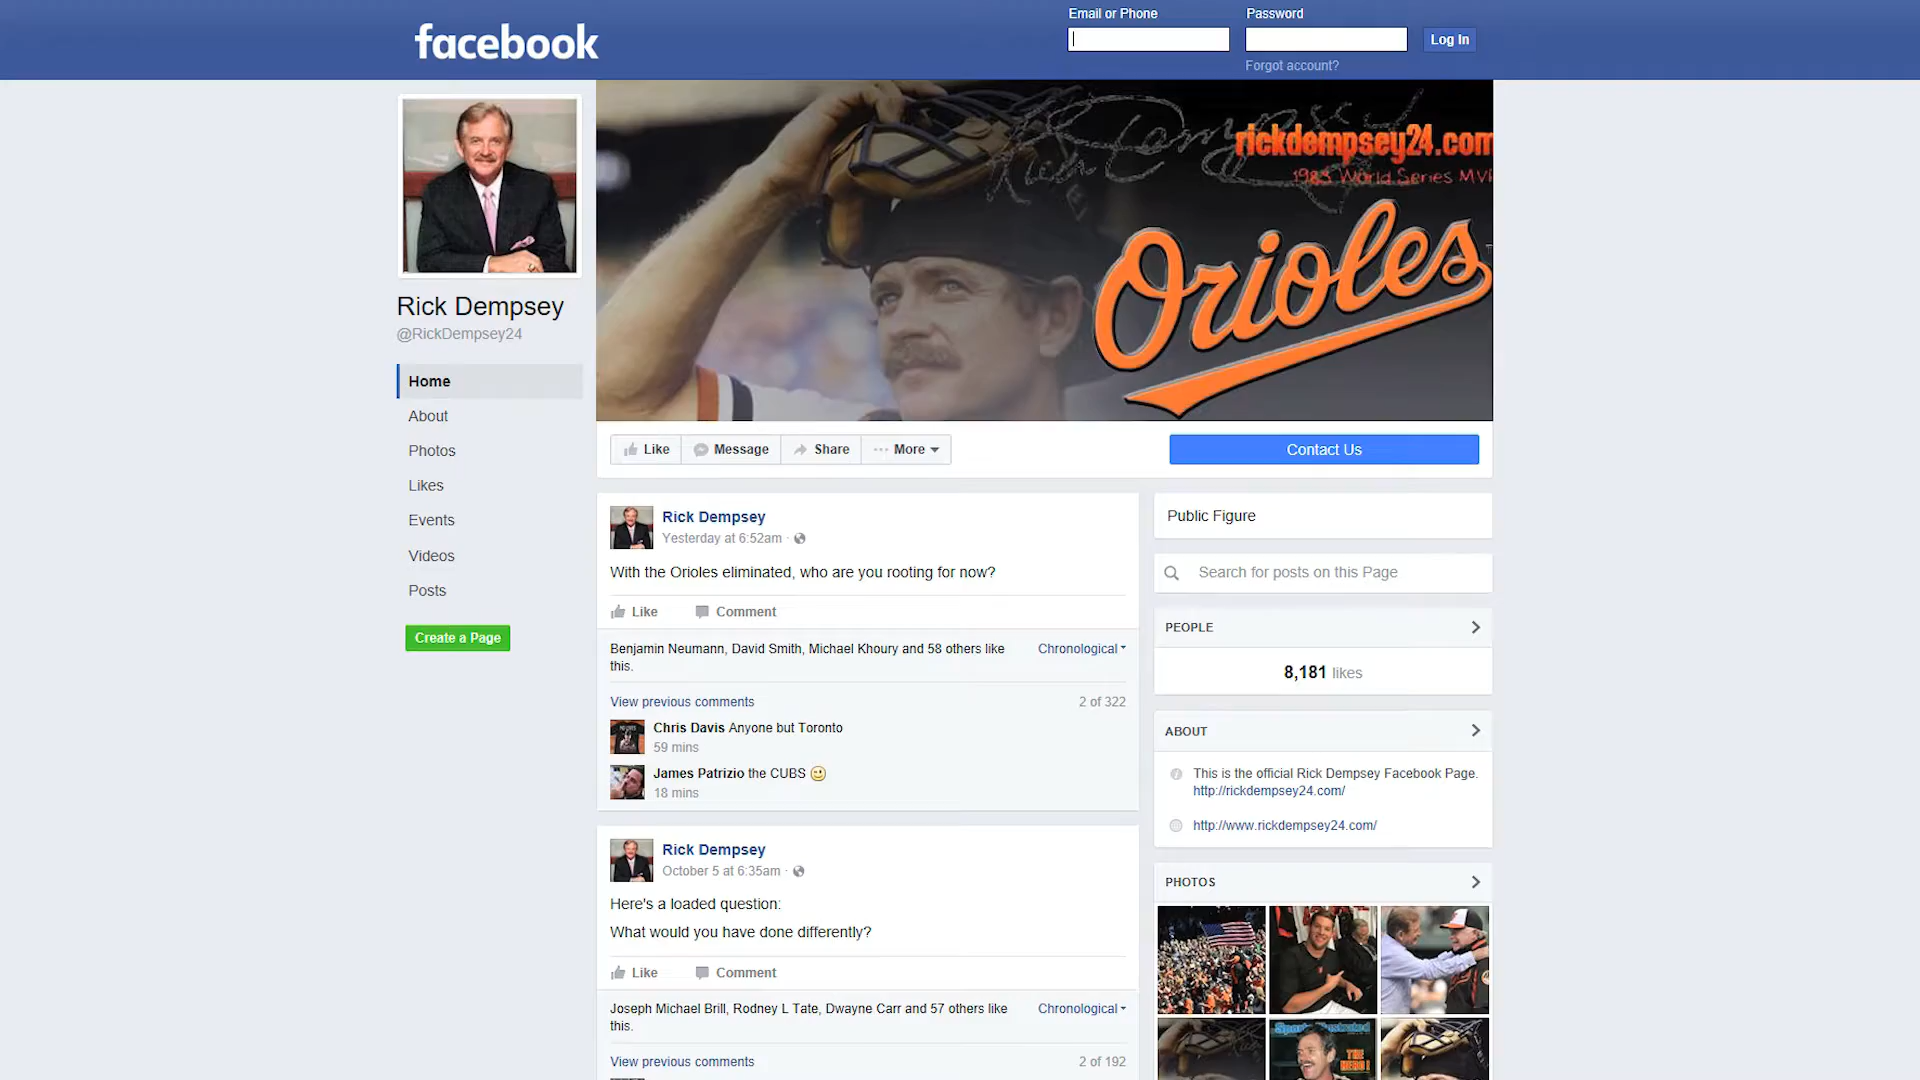 facebook
Email or Phone
Password
Log In
Forgot account?
Rick Dempsey
rickdempsey24.com
1983 World Series MVP
Orioles
Rick Dempsey
@RickDempsey24
Home
About
Photos
Likes
Events
Videos
Posts
Create a Page
Like
Message
Share
More
Contact Us
Rick Dempsey
Yesterday at 6:52am
With the Orioles eliminated, who are you rooting for now?
Like
Comment
Benjamin Neumann, David Smith, Michael Khoury and 58 others like
this.
Chronological
View previous comments
2 of 322
Chris Davis Anyone but Toronto
59 mins
James Patrizio the CUBS
18 mins
Rick Dempsey
October 5 at 6:35am
Here's a loaded question:
What would you have done differently?
Like
Comment
Joseph Michael Brill, Rodney L Tate, Dwayne Carr and 57 others like
this.
Chronological
View previous comments
2 of 192
Public Figure
Search for posts on this Page
PEOPLE
8,181 likes
ABOUT
This is the official Rick Dempsey Facebook Page.
http://rickdempsey24.com/
http://www.rickdempsey24.com/
PHOTOS
Sports Illustrated
THE
HERO!